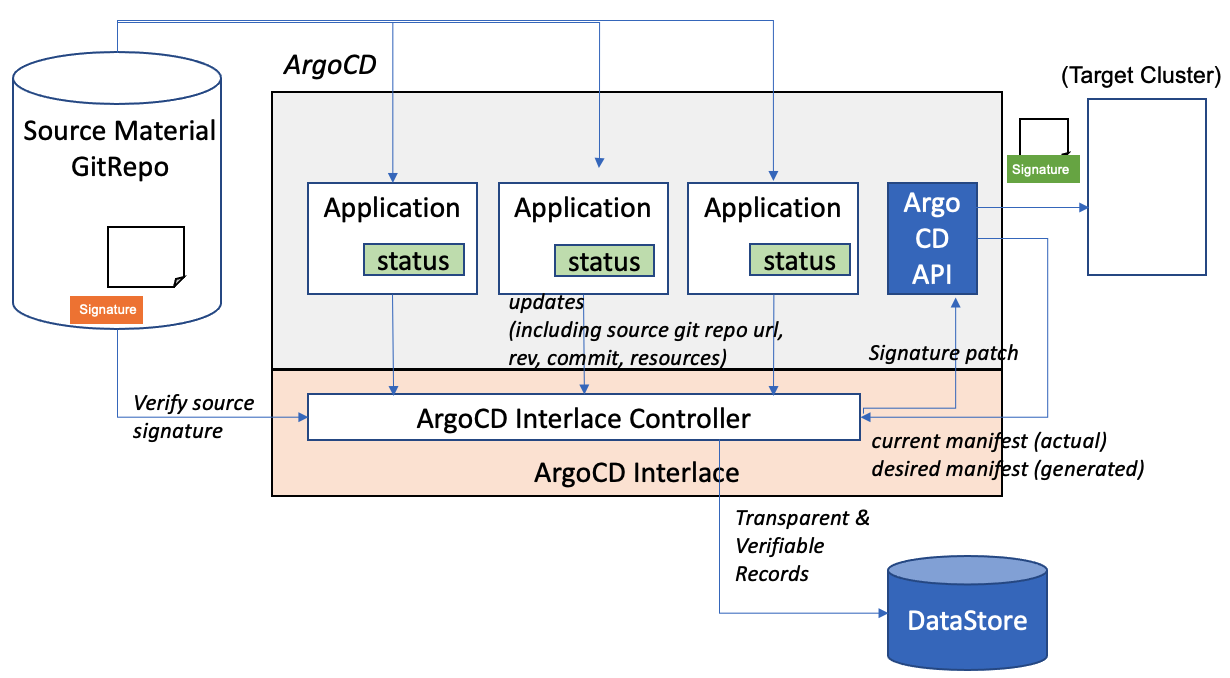 ArgoCD
(Target Cluster)
Source Material
GitRepo
Signature
Signature
Application
status
Application
status
Application
status
Argo
CD
API
updates
(including source git repo url,
rev, commit, resources)
Signature patch
Verify source
signature
ArgoCD Interlace Controller
current manifest (actual)
desired manifest (generated)
ArgoCD Interlace
Transparent &
Verifiable
Records
DataStore